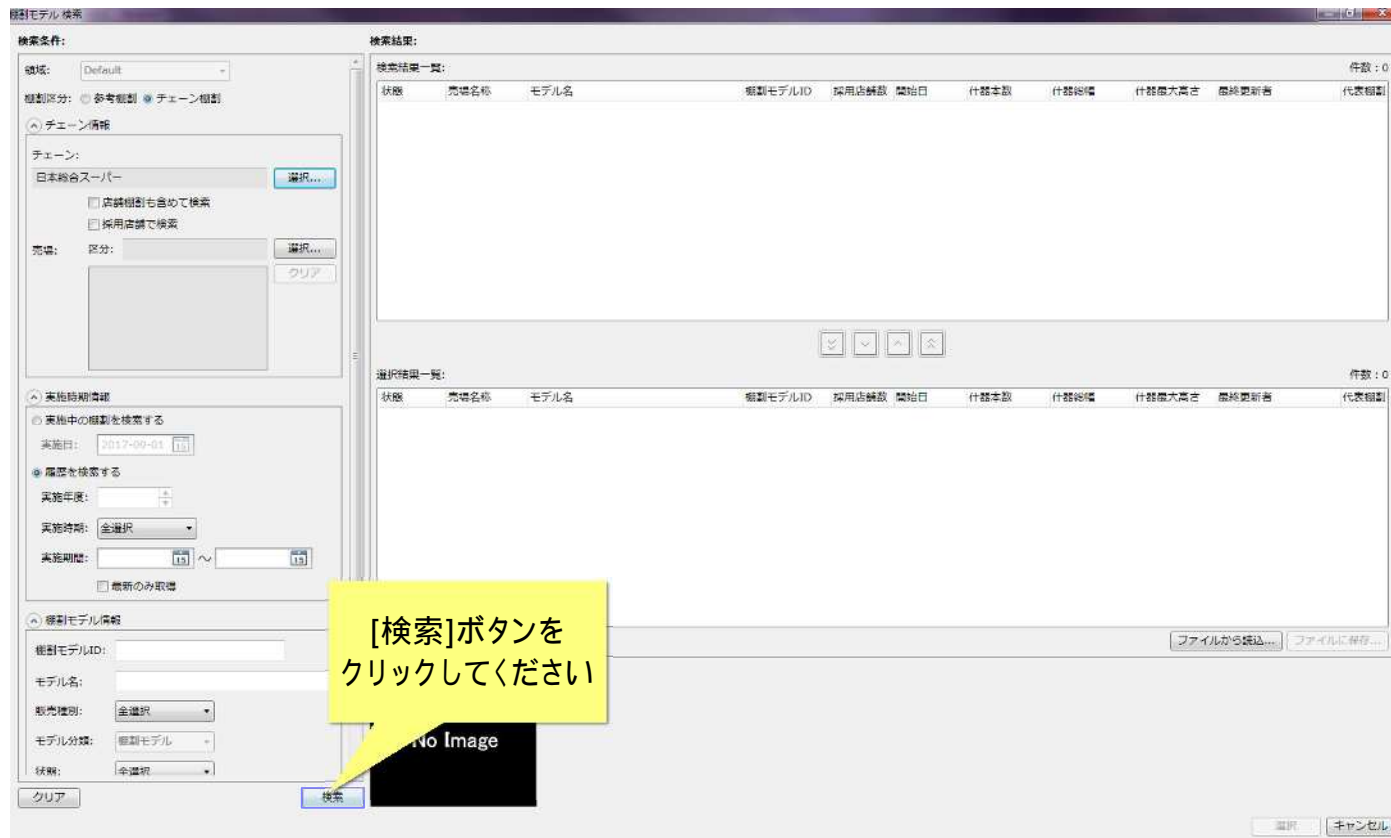 棚割モデル 検索
検索条件:
領域: Default
棚割区分: 参考棚割 チェーン棚割
チェーン情報
チェーン:
日本総合スーパー 選択...
店舗棚割も含めて検索
採用店舗で検索
売場: 区分: 選択...
クリア
実施時期情報
実施中の棚割を検索する
実施日: 2017-09-01 15
履歴を検索する
実施年度:
実施時期: 全選択
実施期間: 15 ～ 15
最新のみ取得
棚割モデル情報
棚割モデルID:
モデル名:
販売種別: 全選択
モデル分類: 棚割モデル
状態: 全選択
クリア 検索
検索結果:
検索結果一覧: 件数 : 0
状態 売場名称 モデル名 棚割モデルID 採用店舗数 開始日 什器本数 什器総幅 什器最大高さ 最終更新者 代表棚割
選択結果一覧: 件数 : 0
状態 売場名称 モデル名 棚割モデルID 採用店舗数 開始日 什器本数 什器総幅 什器最大高さ 最終更新者 代表棚割
ファイルから読込... ファイルに保存...
[検索]ボタンを
クリックしてください
No Image
選択 キャンセル